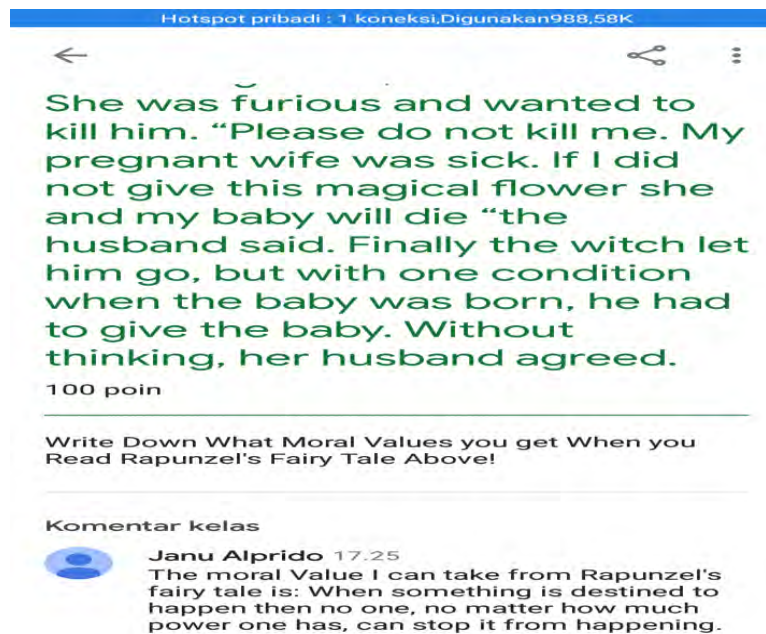 Hotspot pribadi : 1 koneksi,Digunakan988,58K
She was furious and wanted to
kill him. “Please do not kill me. My
pregnant wife was sick. If I did
not give this magical flower she
and my baby will die “the
husband said. Finally the witch let
him go, but with one condition
when the baby was born, he had
to give the baby. Without
thinking, her husband agreed.
100 poin
Write Down What Moral Values you get When you
Read Rapunzel's Fairy Tale Above!
Komentar kelas
Janu Alprido 17.25
The moral Value I can take from Rapunzel's
fairy tale is: When something is destined to
happen then no one, no matter how much
power one has, can stop it from happening.